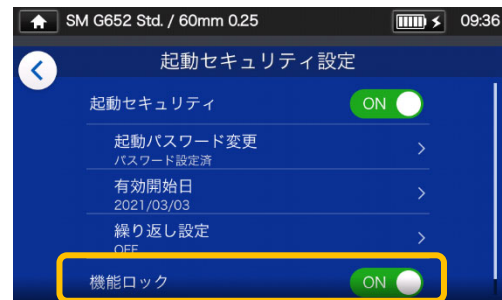 SM G652 Std. / 60mm 0.25
09:36
起動セキュリティ設定
起動セキュリティ
ON
起動パスワード変更
パスワード設定済
有効開始日
2021/03/03
繰り返し設定
OFF
機能ロック
ON